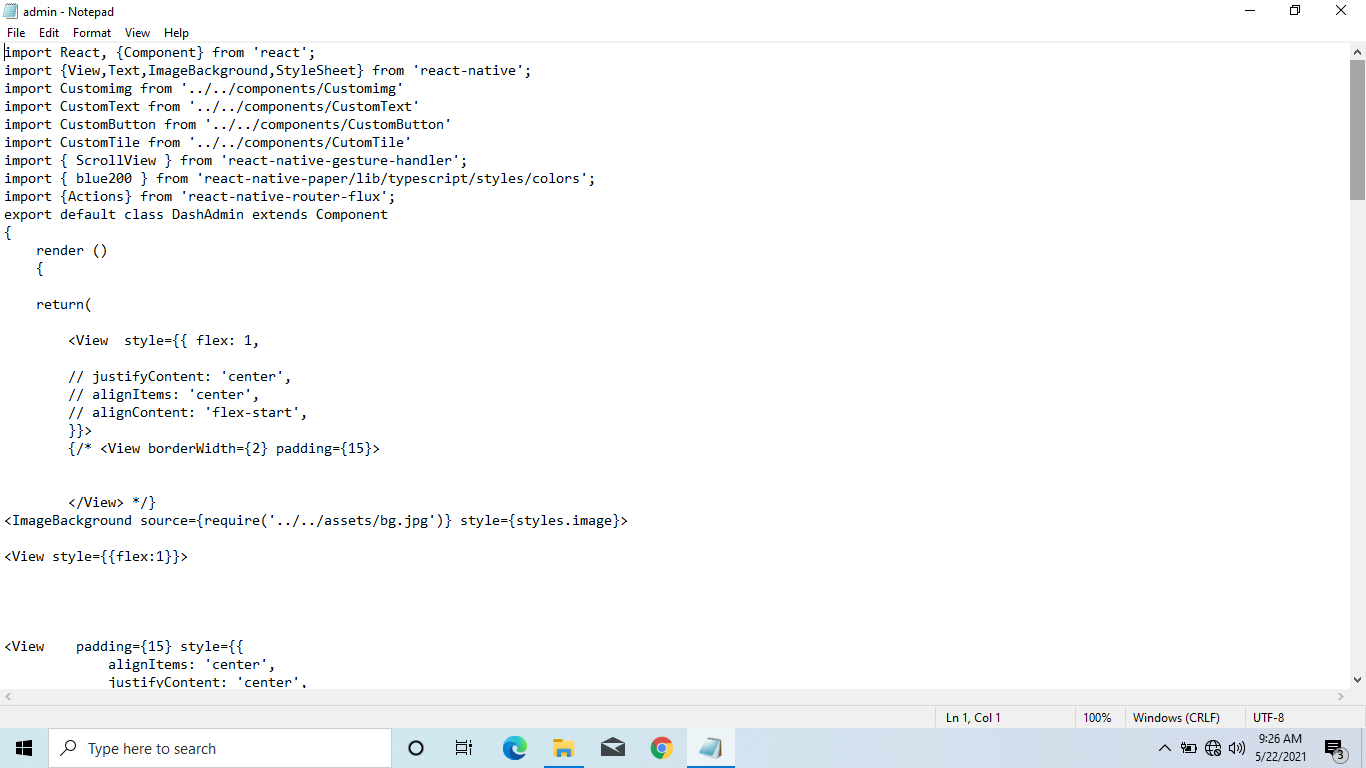 admin - Notepad
File Edit Format View Help
import React, {Component} from 'react';
import {View,Text,ImageBackground,StyleSheet} from 'react-native';
import Customimg from '../../components/Customimg'
import CustomText from '../../components/CustomText'
import CustomButton from '../../components/CustomButton'
import CustomTile from '../../components/CutomTile'
import { ScrollView } from 'react-native-gesture-handler';
import { blue200 } from 'react-native-paper/lib/typescript/styles/colors';
import {Actions} from 'react-native-router-flux';
export default class DashAdmin extends Component
{
    render ()
    {
    return(
        <View  style={{ flex: 1,
        // justifyContent: 'center',
        // alignItems: 'center',
        // alignContent: 'flex-start',
        }}>
        {/* <View borderWidth={2} padding={15}>
        </View> */}
<ImageBackground source={require('../../assets/bg.jpg')} style={styles.image}>
<View style={{flex:1}}>
<View    padding={15} style={{
             alignItems: 'center',
             justifyContent: 'center',
Ln 1, Col 1 100% Windows (CRLF) UTF-8
Type here to search
9:26 AM
5/22/2021
3